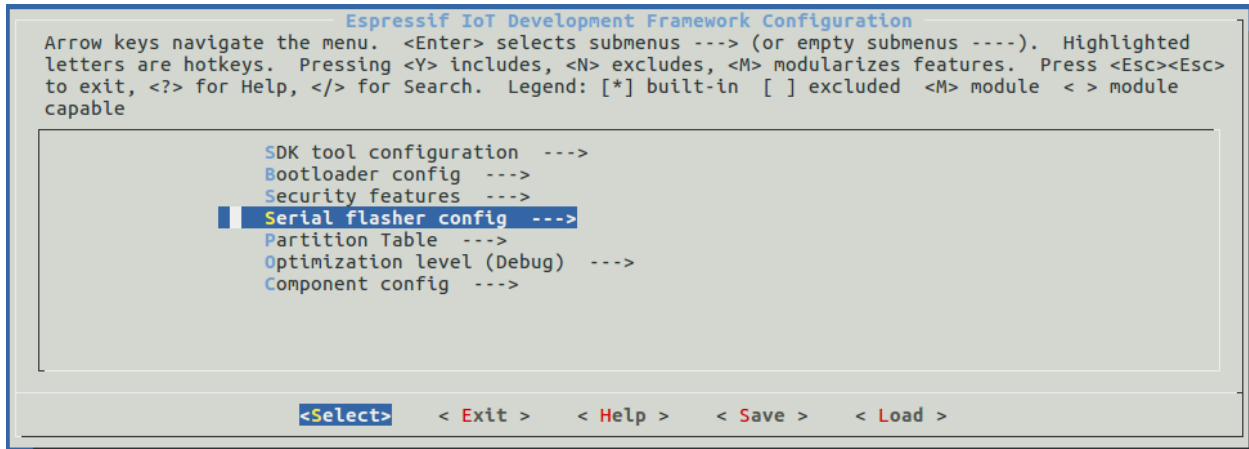 Espressif IoT Development Framework Configuration
Arrow keys navigate the menu.  <Enter> selects submenus ---> (or empty submenus ----).  Highlighted
letters are hotkeys.  Pressing <Y> includes, <N> excludes, <M> modularizes features.  Press <Esc><Esc>
to exit, <?> for Help, </> for Search.  Legend: [*] built-in  [ ] excluded  <M> module  < > module
capable
SDK tool configuration  --->
Bootloader config  --->
Security features  --->
Serial flasher config  --->
Partition Table  --->
Optimization level (Debug)  --->
Component config  --->
<Select>    < Exit >    < Help >    < Save >    < Load >